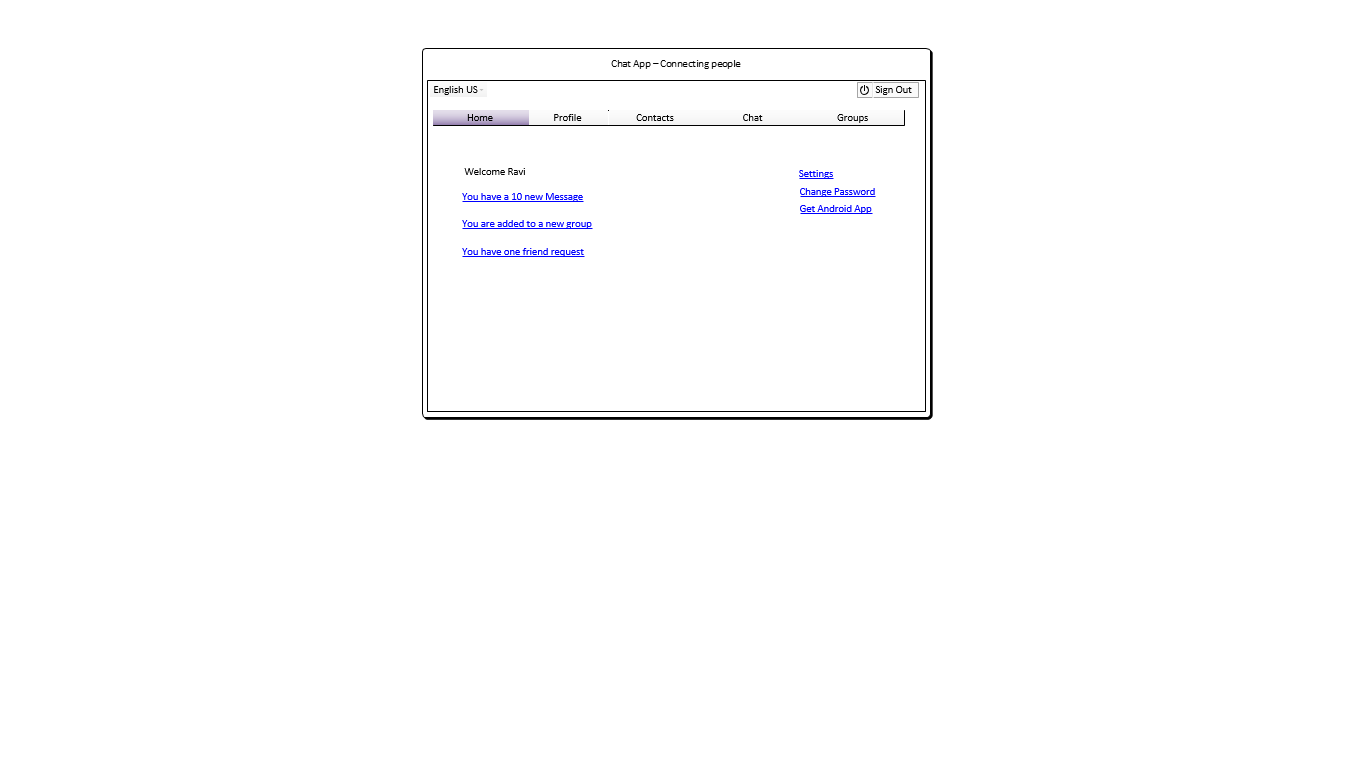 Chat App – Connecting people
English US
Sign Out
Home Profile Contacts Chat Groups
Welcome Ravi
You have a 10 new Message
You are added to a new group
You have one friend request
Settings
Change Password
Get Android App